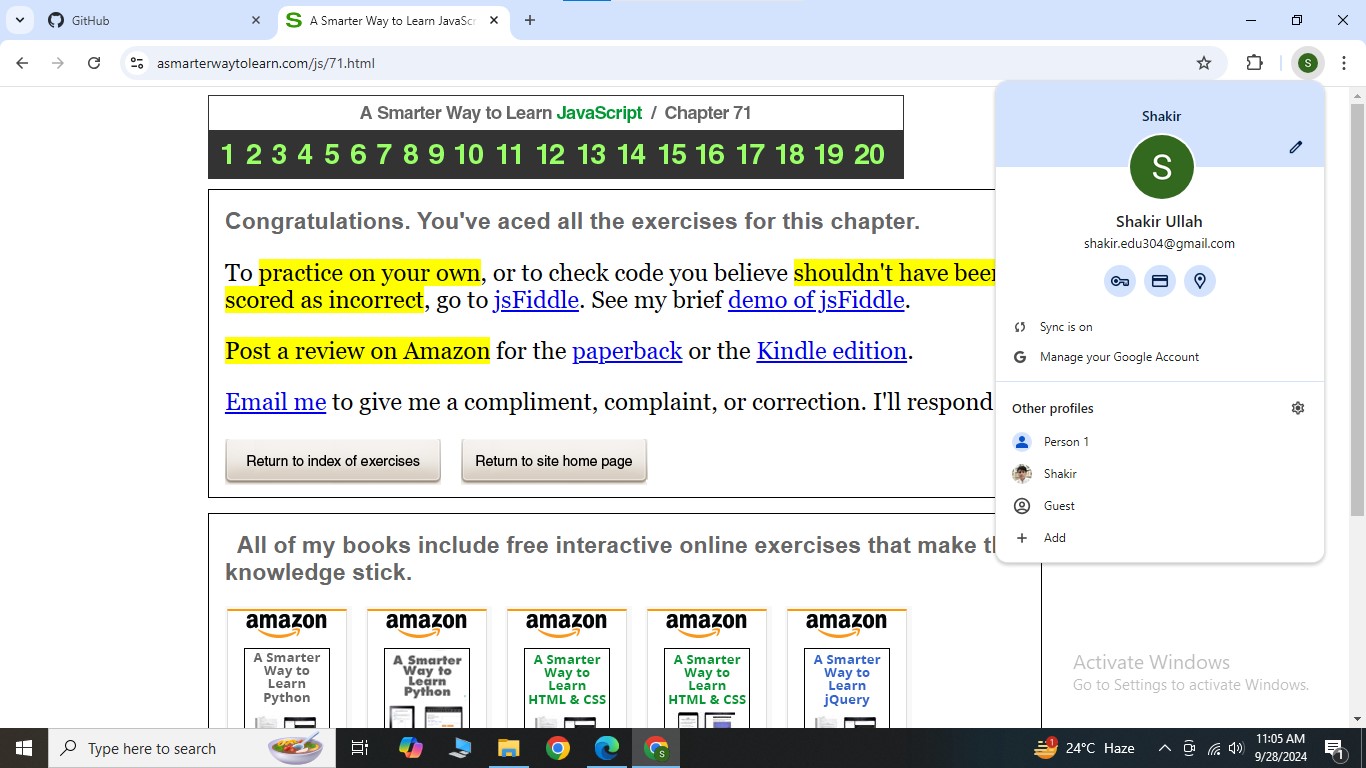 GitHub
A Smarter Way to Learn JavaScr
asmarterwaytolearn.com/js/71.html
S
A Smarter Way to Learn JavaScript / Chapter 71
1 2 3 4 5 6 7 8 9 10 11 12 13 14 15 16 17 18 19 20
Congratulations. You've aced all the exercises for this chapter.
To practice on your own, or to check code you believe shouldn't have been
scored as incorrect, go to jsFiddle. See my brief demo of jsFiddle.
Post a review on Amazon for the paperback or the Kindle edition.
Email me to give me a compliment, complaint, or correction. I'll respond
Return to index of exercises
Return to site home page
All of my books include free interactive online exercises that make th
knowledge stick.
amazon
A Smarter
Way to
Learn
Python
amazon
A Smarter
Way to
Learn
Python
amazon
A Smarter
Way to
Learn
HTML & CSS
amazon
A Smarter
Way to
Learn
HTML & CSS
amazon
A Smarter
Way to
Learn
jQuery
Shakir
S
Shakir Ullah
shakir.edu304@gmail.com
Sync is on
Manage your Google Account
Other profiles
Person 1
Shakir
Guest
Add
Activate Windows
Go to Settings to activate Windows.
Type here to search
24°C Haze
11:05 AM
9/28/2024